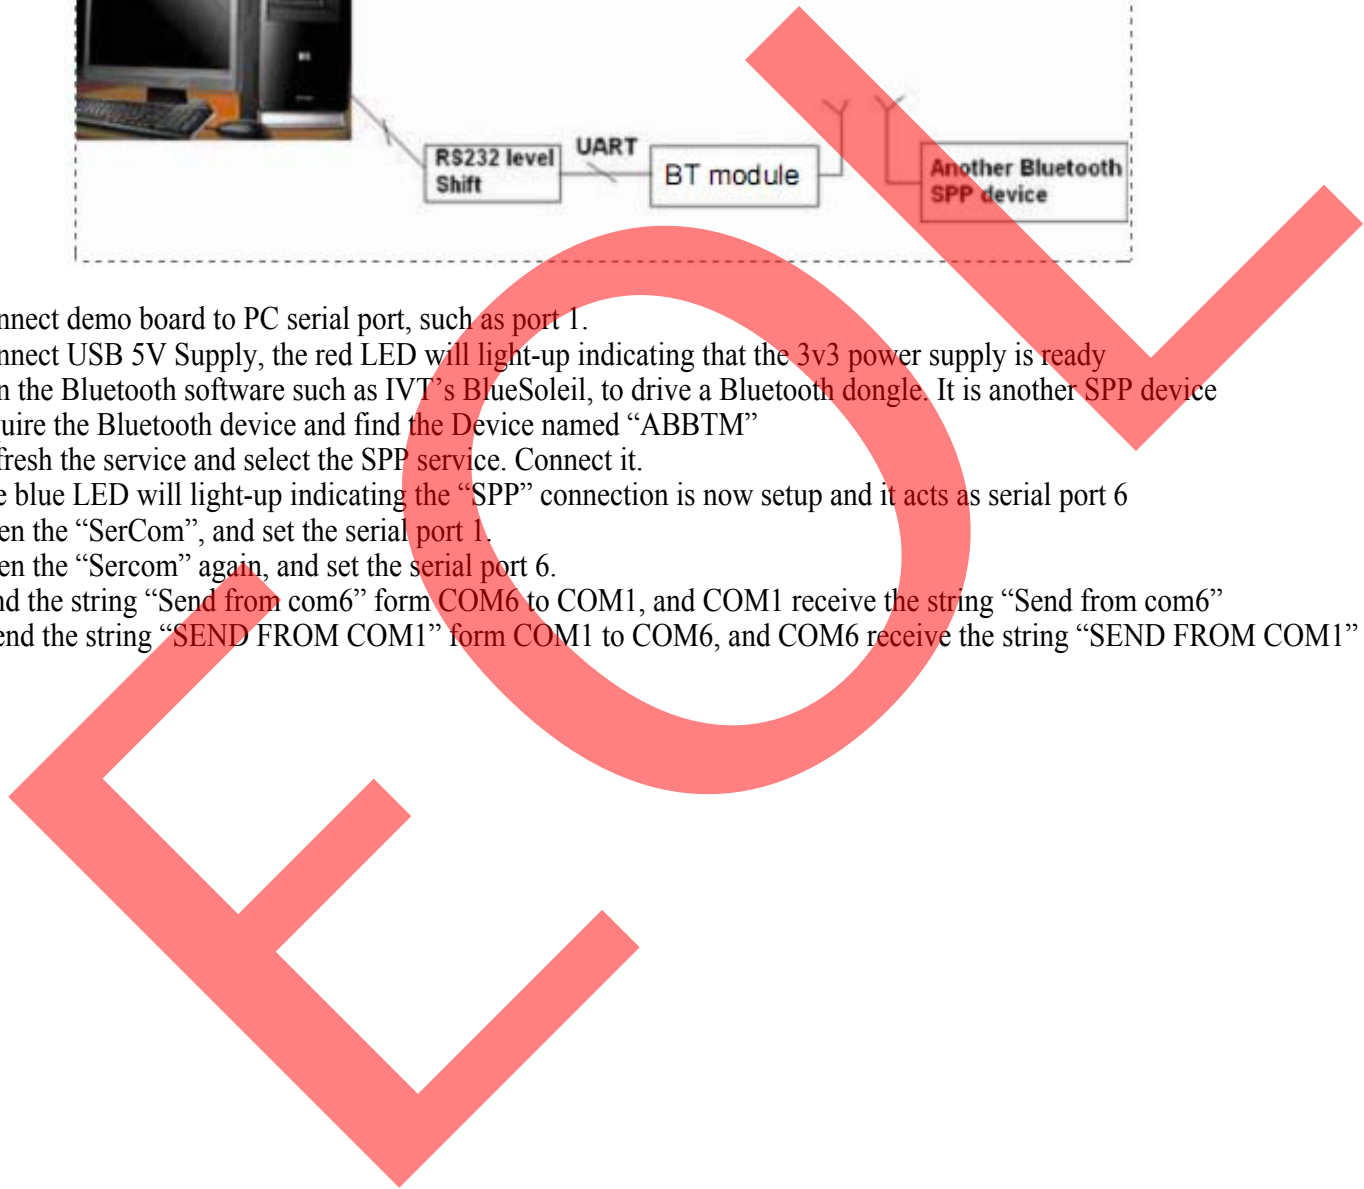 RS232 level
Shift
UART
BT module
Another Bluetooth
SPP device
nnect demo board to PC serial port, such as port 1.
nnect USB 5V Supply, the red LED will light-up indicating that the 3v3 power supply is ready
n the Bluetooth software such as IVT’s BlueSoleil, to drive a Bluetooth dongle. It is another SPP device
quire the Bluetooth device and find the Device named “ABBTM”
fresh the service and select the SPP service. Connect it.
e blue LED will light-up indicating the “SPP” connection is now setup and it acts as serial port 6
en the “SerCom”, and set the serial port 1.
en the “Sercom” again, and set the serial port 6.
nd the string “Send from com6” form COM6 to COM1, and COM1 receive the string “Send from com6”
end the string “SEND FROM COM1” form COM1 to COM6, and COM6 receive the string “SEND FROM COM1”
EOL